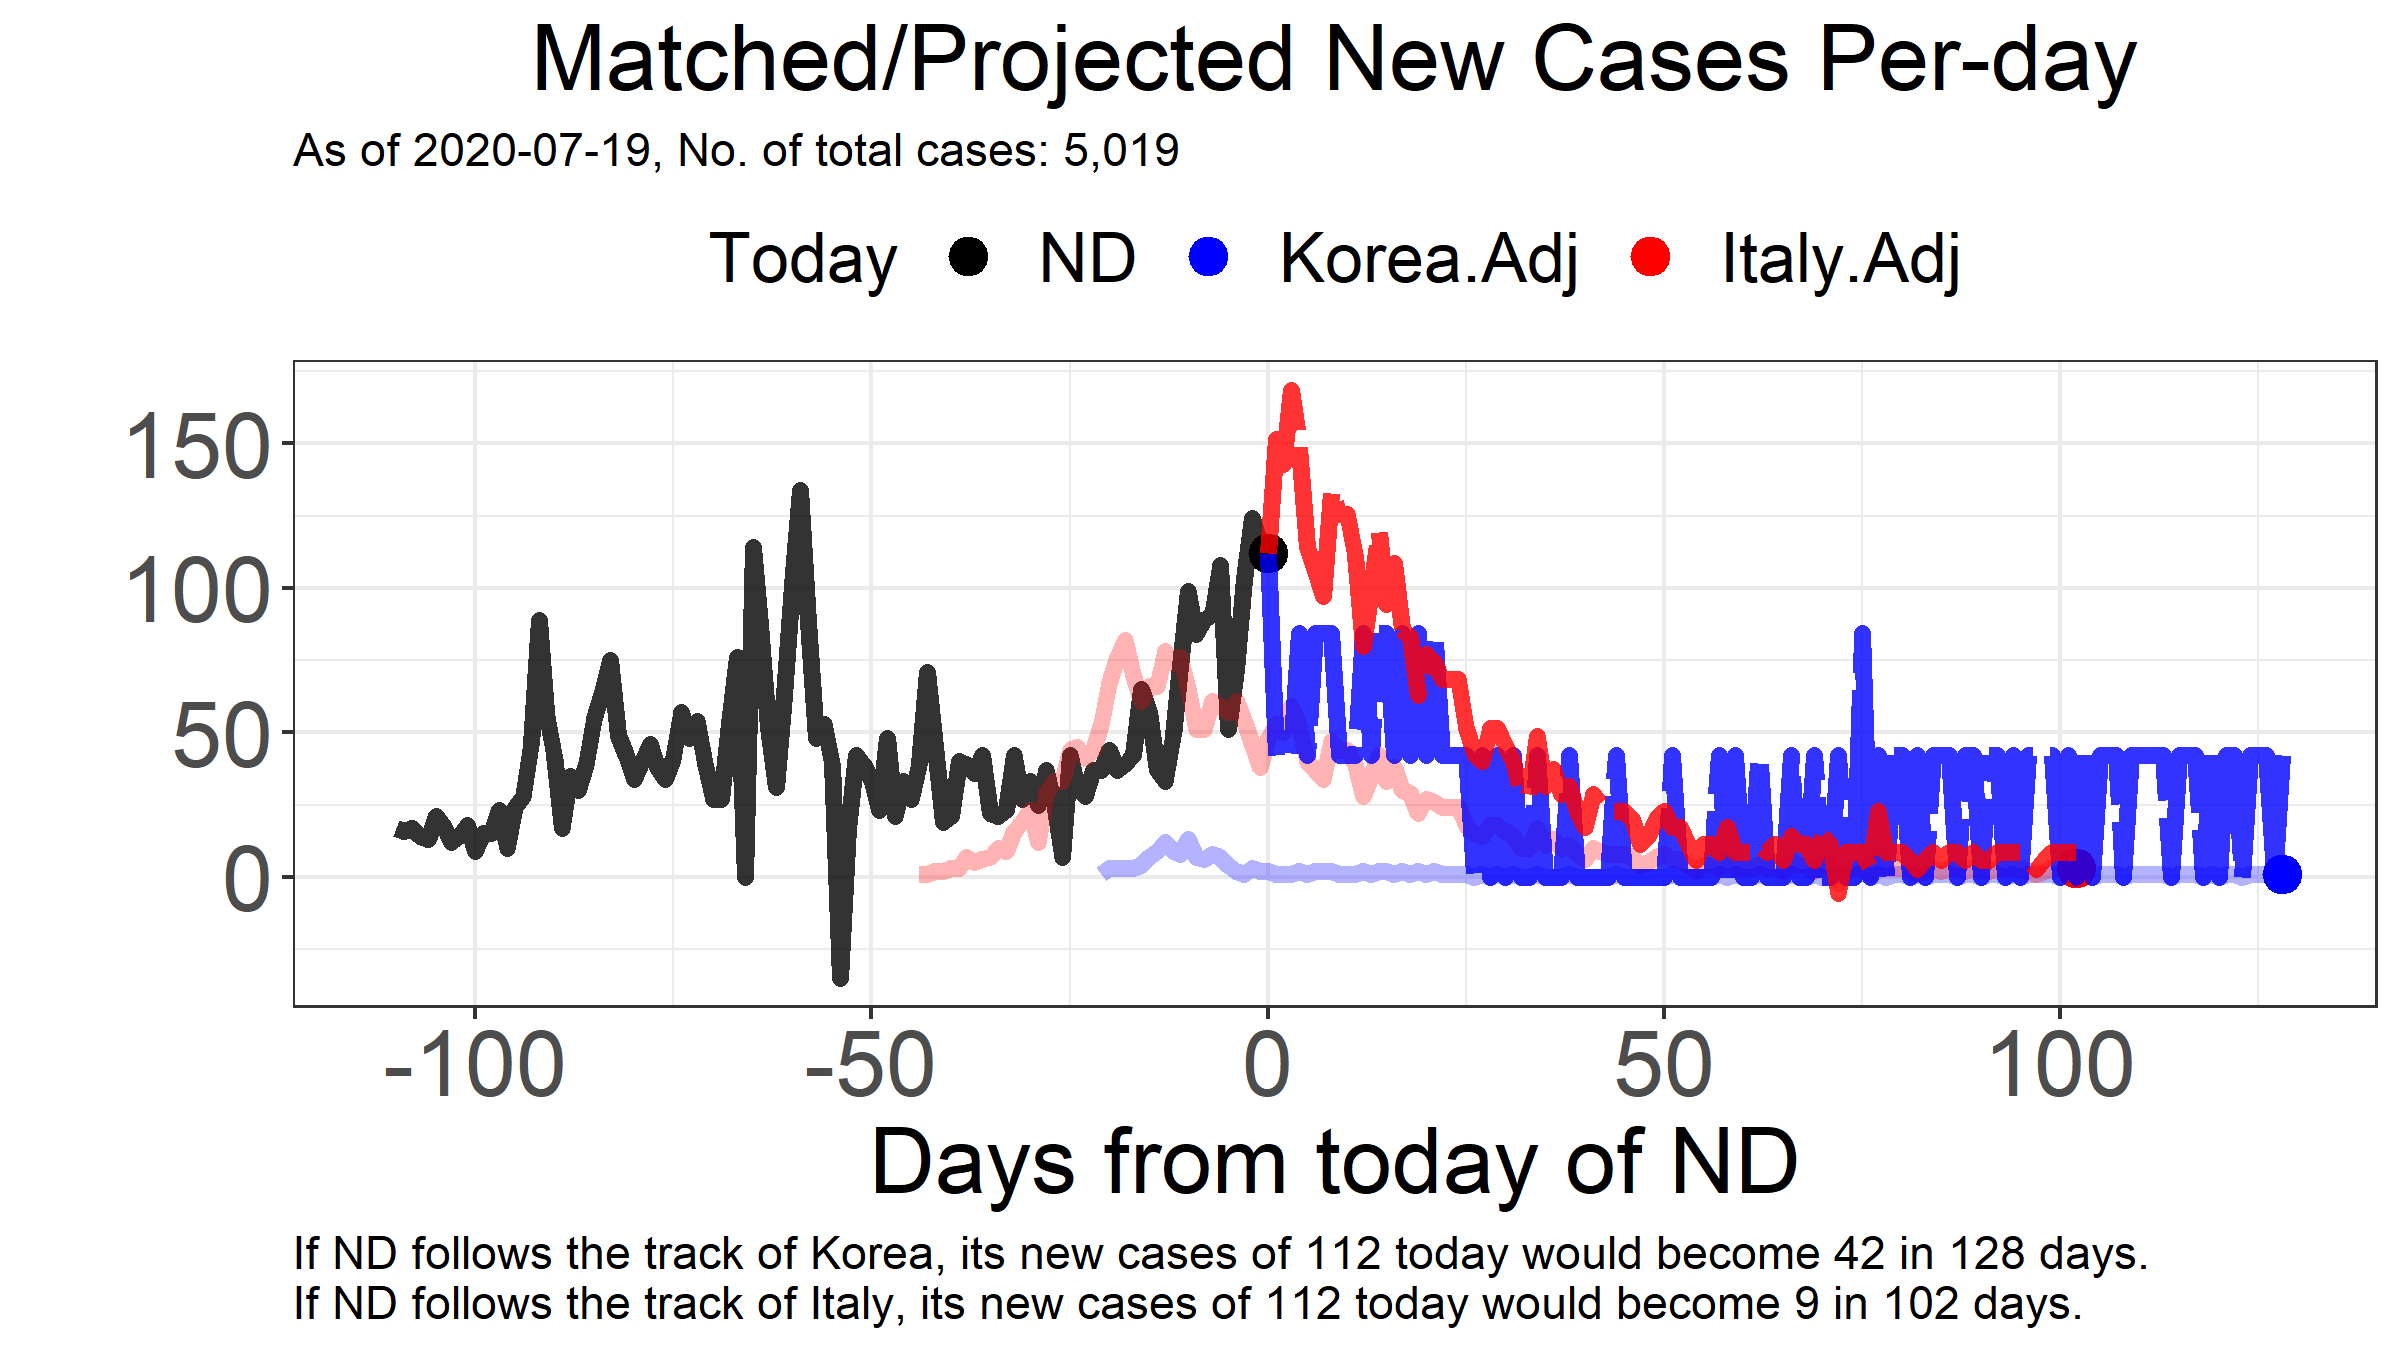 Matched/Projected New Cases Per-day
As of 2020-07-19, No. of total cases: 5,019
Today ND Korea.Adj Italy.Adj
150
100
50
0
-100 -50 0 50 100
Days from today of ND
If ND follows the track of Korea, its new cases of 112 today would become 42 in 128 days.
If ND follows the track of Italy, its new cases of 112 today would become 9 in 102 days.